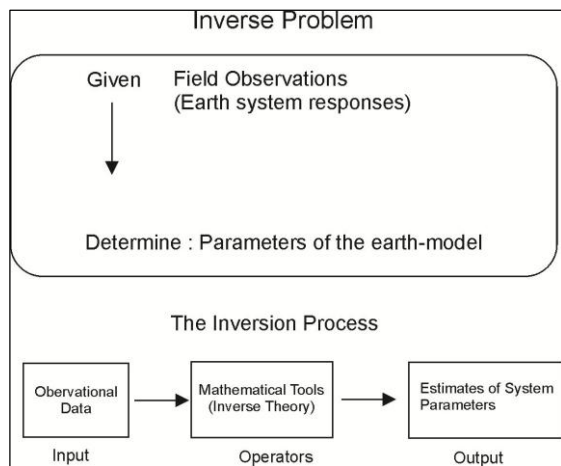 Inverse Problem
Given Field Observations
(Earth system responses)
Determine : Parameters of the earth-model
The Inversion Process
Obervational
Data
Mathematical Tools
(Inverse Theory)
Estimates of System
Parameters
Input
Operators
Output